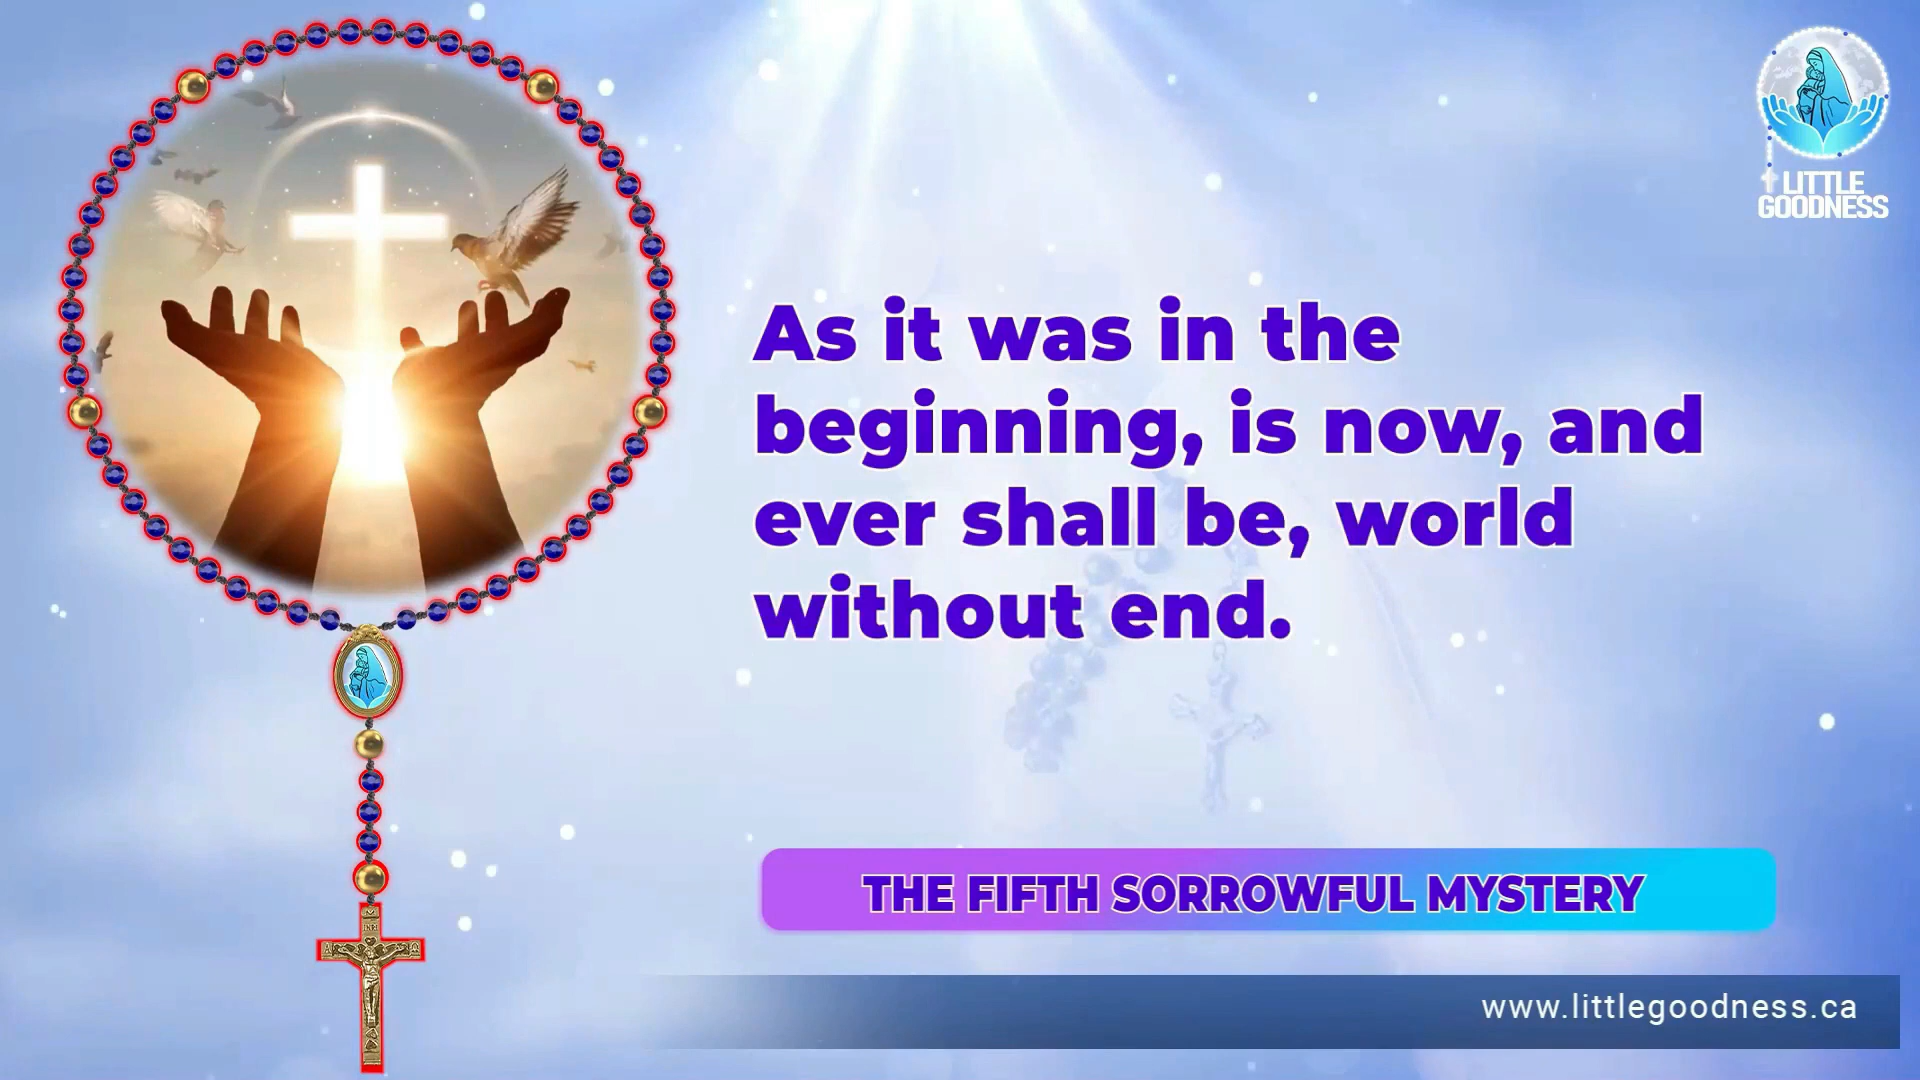 LITTLE
GOODNESS
As it was in the
beginning, is now, and
ever shall be, world
without end.
THE FIFTH SORROWFUL MYSTERY
INRI
www.littlegoodness.ca